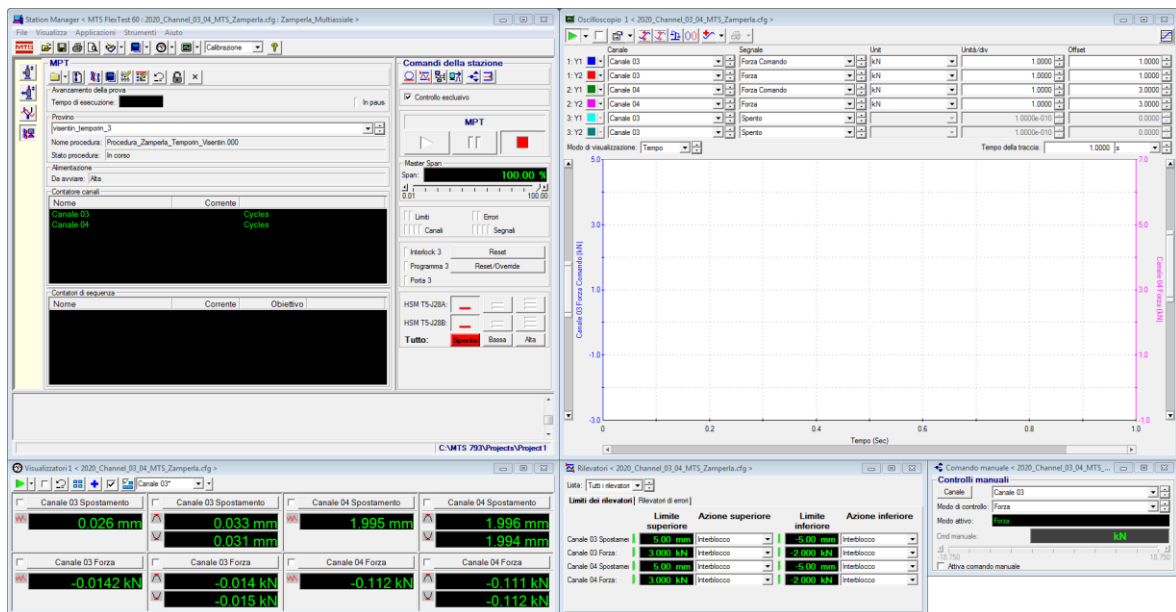 Station Manager < MTS FlexTest 60 : 2020_Channel_03_04_MTS_Zamperla.cfg : Zamperla_Multiassiale >
File Visualizza Applicazioni Strumenti Aiuto
MTS Calibrazione
MPT
Avanzamento della prova
Tempo di esecuzione: In paus
Provino
visentin_temporin_3
Nome procedura: Procedura_Zamperla_Temporin_Visentin.000
Stato procedura: In corso
Alimentazione
Da avviare: Alta
Contatore canali
Nome Corrente
Canale 03 Cycles
Canale 04 Cycles
Contatori di sequenza
Nome Corrente Obiettivo
Comandi della stazione
Controllo esclusivo
MPT
Master Span
Span: 100.00 %
0.01 100.00
Limiti Errori
Canali Segnali
Interlock 3 Reset
Programma 3 Reset/Override
Porta 3
HSM T5-J28A:
HSM T5-J28B:
Tutto: Spento Bassa Alta
C:\MTS 793\Projects\Project1
Oscilloscopio 1 < 2020_Channel_03_04_MTS_Zamperla.cfg >
Canale Segnale Unit Unità/div Offset
1: Y1 Canale 03 Forza Comando kN 1.0000 1.0000
1: Y2 Canale 03 Forza kN 1.0000 1.0000
2: Y1 Canale 04 Forza Comando kN 1.0000 3.0000
2: Y2 Canale 04 Forza kN 1.0000 3.0000
3: Y1 Canale 03 Spento 1.0000e-010 0.0000
3: Y2 Canale 03 Spento 1.0000e-010 0.0000
Modo di visualizzazione: Tempo Tempo della traccia: 1.0000 s
5.0 7.0
3.0 5.0
1.0 3.0
-1.0 1.0
-3.0 -1.0
Canale 03 Forza Comando [kN]
Canale 04 Forza [kN]
0 0.2 0.4 0.6 0.8 1.0
Tempo (Sec)
Visualizzatori 1 < 2020_Channel_03_04_MTS_Zamperla.cfg >
Canale 03*
Canale 03 Spostamento Canale 03 Spostamento Canale 04 Spostamento Canale 04 Spostamento
0.026 mm 0.033 mm 1.995 mm 1.996 mm
0.031 mm 1.994 mm
Canale 03 Forza Canale 03 Forza Canale 04 Forza Canale 04 Forza
-0.0142 kN -0.014 kN -0.112 kN -0.111 kN
-0.015 kN -0.112 kN
Rilevatori < 2020_Channel_03_04_MTS_Zamperla.cfg >
Lista: Tutti i rilevatori
Limiti dei rilevatori Rilevatori di errori
Limite superiore Azione superiore Limite inferiore Azione inferiore
Canale 03 Spostamer 5.00 mm Interblocco -5.00 mm Interblocco
Canale 03 Forza: 3.000 kN Interblocco -2.000 kN Interblocco
Canale 04 Spostamer 5.00 mm Interblocco -5.00 mm Interblocco
Canale 04 Forza: 3.000 kN Interblocco -2.000 kN Interblocco
Comando manuale < 2020_Channel_03_04_MTS_...
Controlli manuali
Canale Canale 03
Modo di controllo: Forza
Modo attivo: Forza
Cmd manuale: kN
-18.750 18.750
Attiva comando manuale